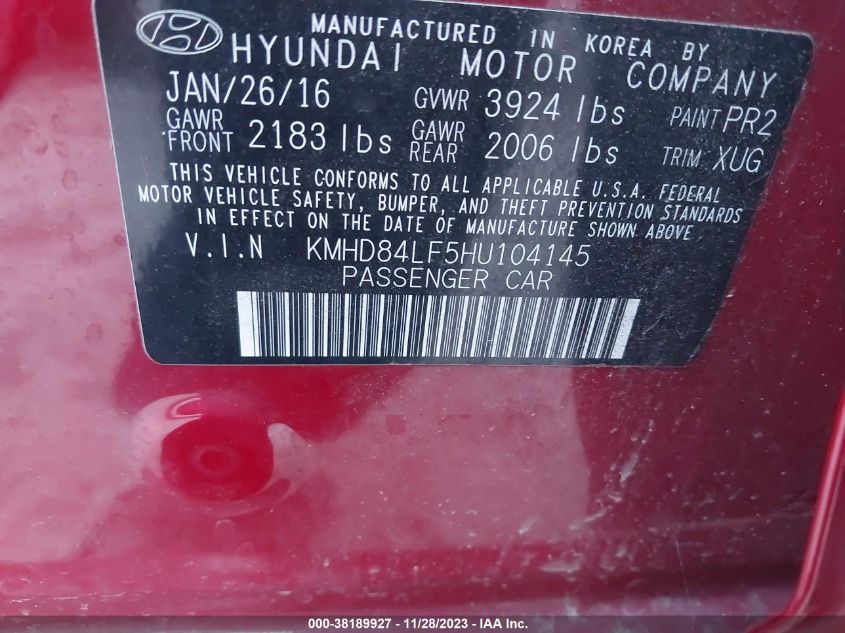 MANUFACTURED IN KOREA BY
HYUNDAI MOTOR COMPANY
JAN/26/16 GVWR 3924 lbs PAINT PR2
GAWR FRONT 2183 lbs GAWR REAR 2006 lbs TRIM XUG
THIS VEHICLE CONFORMS TO ALL APPLICABLE U.S.A. FEDERAL
MOTOR VEHICLE SAFETY, BUMPER, AND THEFT PREVENTION STANDARDS
IN EFFECT ON THE DATE OF MANUFACTURE SHOWN ABOVE.
V.I.N KMHD84LF5HU104145
PASSENGER CAR
000-38189927 - 11/28/2023 - © IAA Inc.